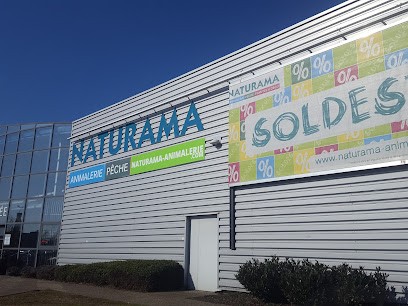 NATURAMA
ANIMALERIE PÊCHE NATURAMA-ANIMALERIE.COM
NATURAMA
SOLDES
www.naturama-anim